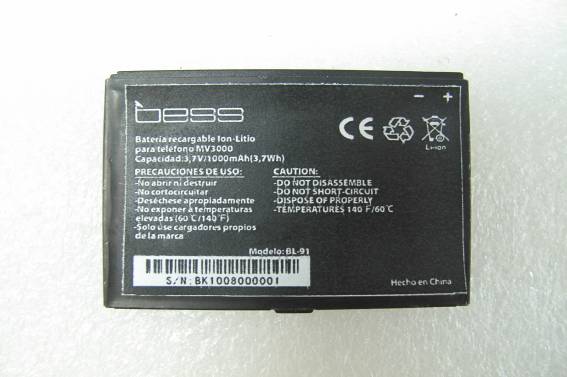 - +
bess
Batería recargable Ion-Litio
para teléfono MV3000
Capacidad:3,7V/1000mAh(3,7Wh)
CE
Li-ion
PRECAUCIONES DE USO:
-No abrir ni destruir
-No cortocircuitar
-Deséchese apropiadamente
-No exponer a temperaturas
elevadas (60℃/140℉)
-Solo use cargadores propios
de la marca
CAUTION:
-DO NOT DISASSEMBLE
-DO NOT SHORT-CIRCUIT
-DISPOSE OF PROPERLY
-TEMPERATURES 140℉/60℃
Modelo: BL-91
S/N: BK1008000001
Hecho en China